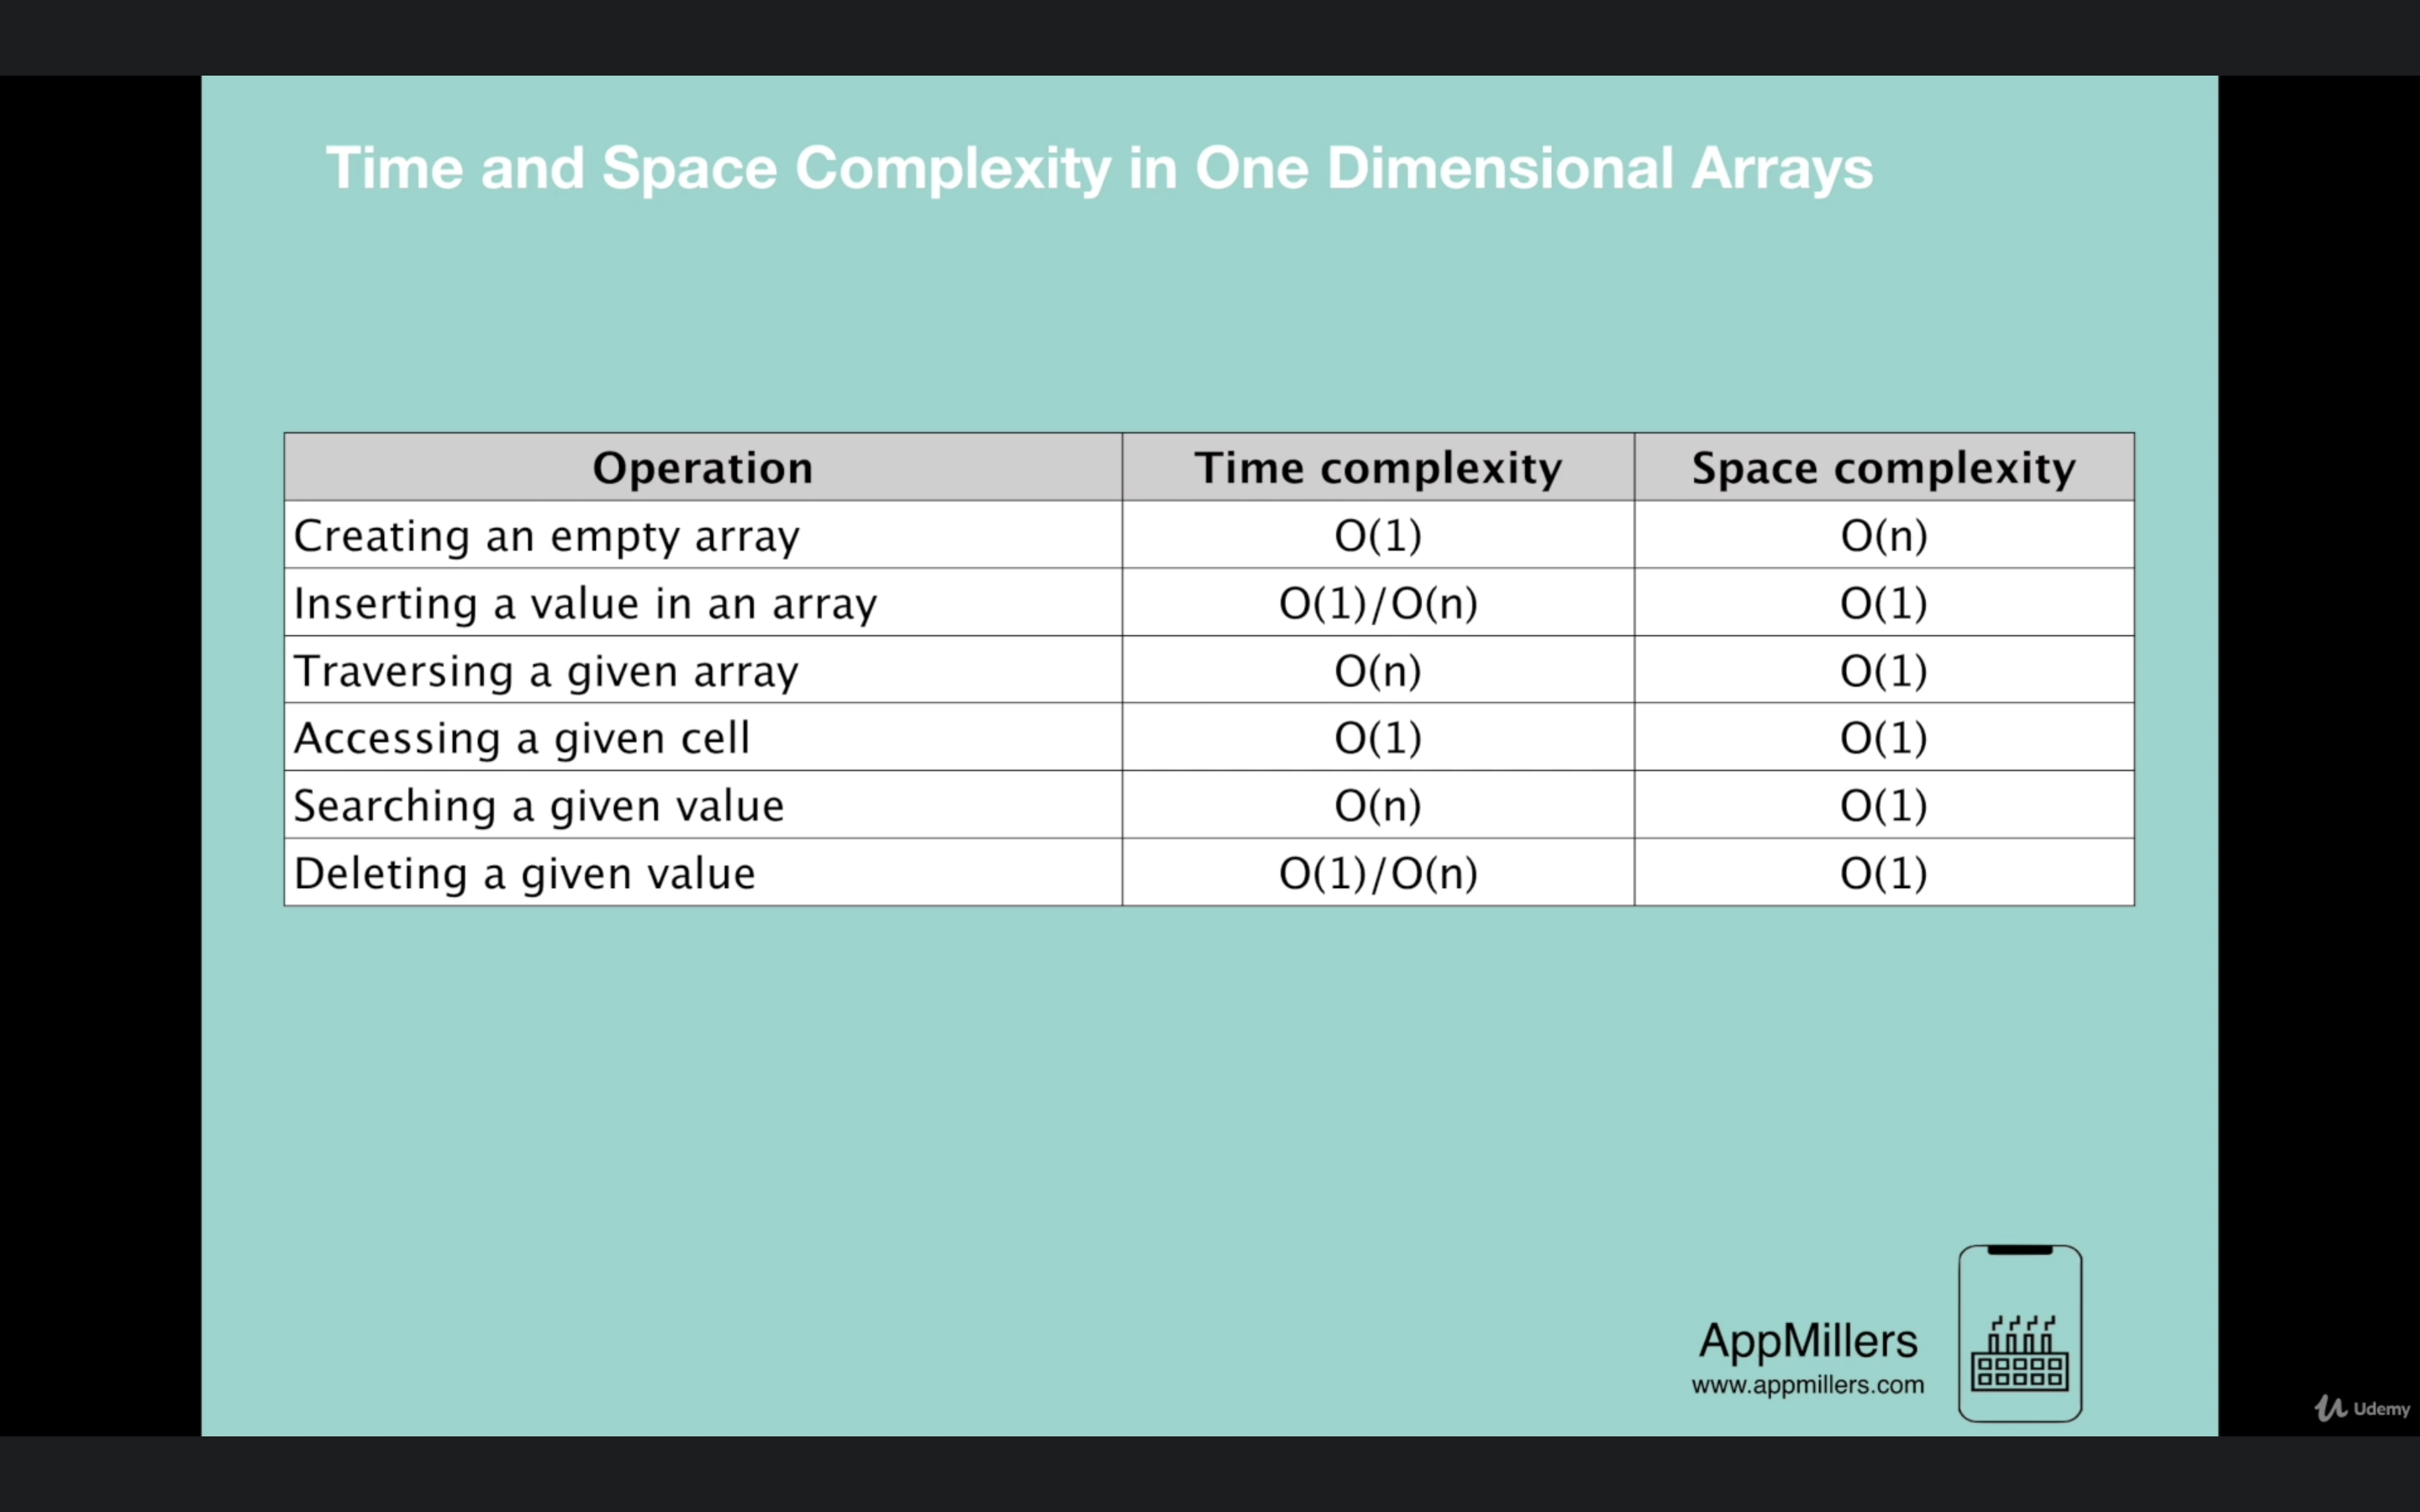 Time and Space Complexity in One Dimensional Arrays
Operation Time complexity Space complexity
Creating an empty array O(1) O(n)
Inserting a value in an array O(1)/O(n) O(1)
Traversing a given array O(n) O(1)
Accessing a given cell O(1) O(1)
Searching a given value O(n) O(1)
Deleting a given value O(1)/O(n) O(1)
AppMillers
www.appmillers.com
Udemy